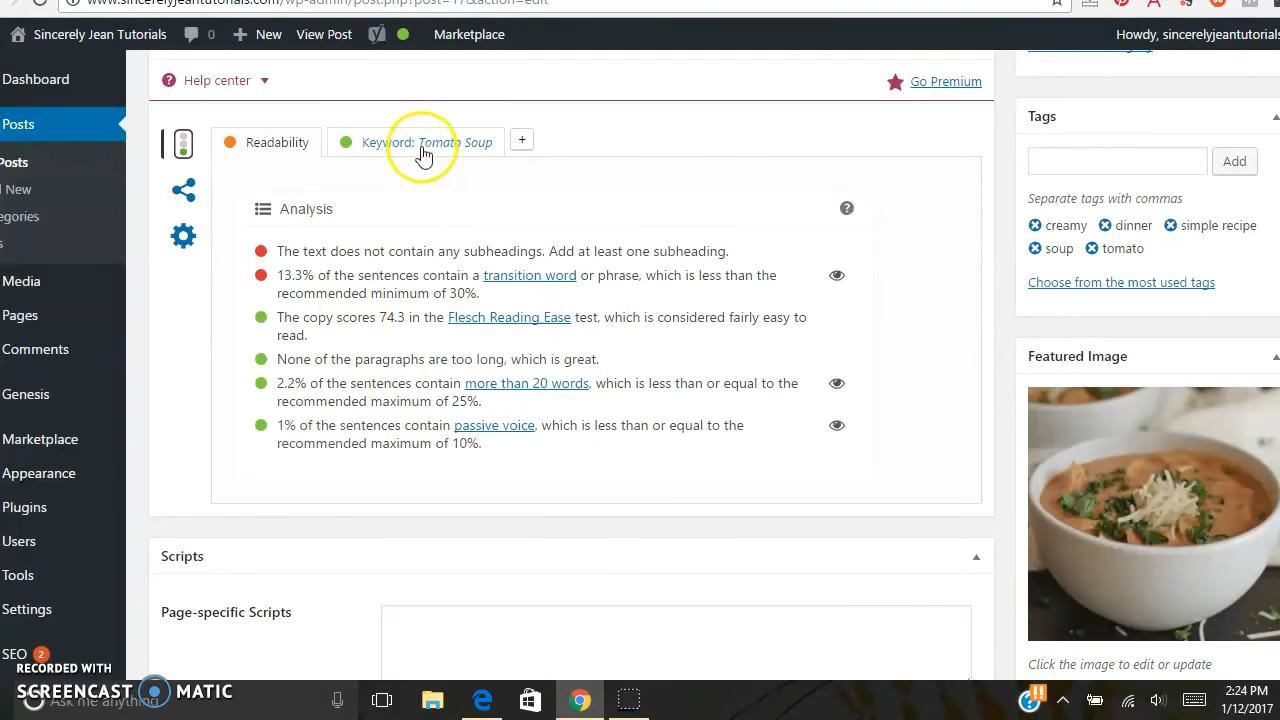 www.sincerelyjeantutorials.com/wp-admin/post.php?post=17&action=edit
Sincerely Jean Tutorials 0 New View Post Marketplace Howdy, sincerelyjeantutorials
Dashboard
Posts
Posts
New
egories
s
Media
Pages
Comments
Genesis
Marketplace
Appearance
Plugins
Users
Tools
Settings
SEO 2
Help center
Go Premium
Readability
Keyword: Tomato Soup
+
Analysis
The text does not contain any subheadings. Add at least one subheading.
13.3% of the sentences contain a transition word or phrase, which is less than the
recommended minimum of 30%.
The copy scores 74.3 in the Flesch Reading Ease test, which is considered fairly easy to
read.
None of the paragraphs are too long, which is great.
2.2% of the sentences contain more than 20 words, which is less than or equal to the
recommended maximum of 25%.
1% of the sentences contain passive voice, which is less than or equal to the
recommended maximum of 10%.
Scripts
Page-specific Scripts
Tags
Add
Separate tags with commas
creamy dinner simple recipe
soup tomato
Choose from the most used tags
Featured Image
Click the image to edit or update
RECORDED WITH
SCREENCAST MATIC
Ask me anything
2:24 PM
1/12/2017